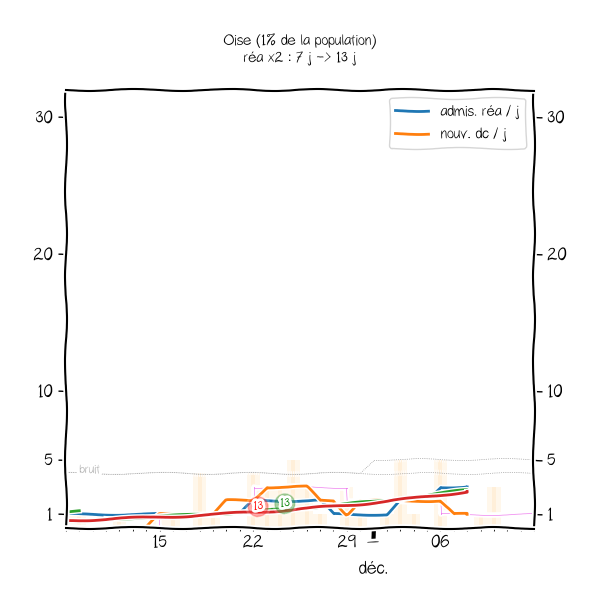 Oise (1% de la population)
réa x2 : 7 j -> 13 j
admis. réa / j
nouv. dc / j
30
30
20
20
10
10
5
5
bruit
1
1
13
13
15
22
29
06
déc.